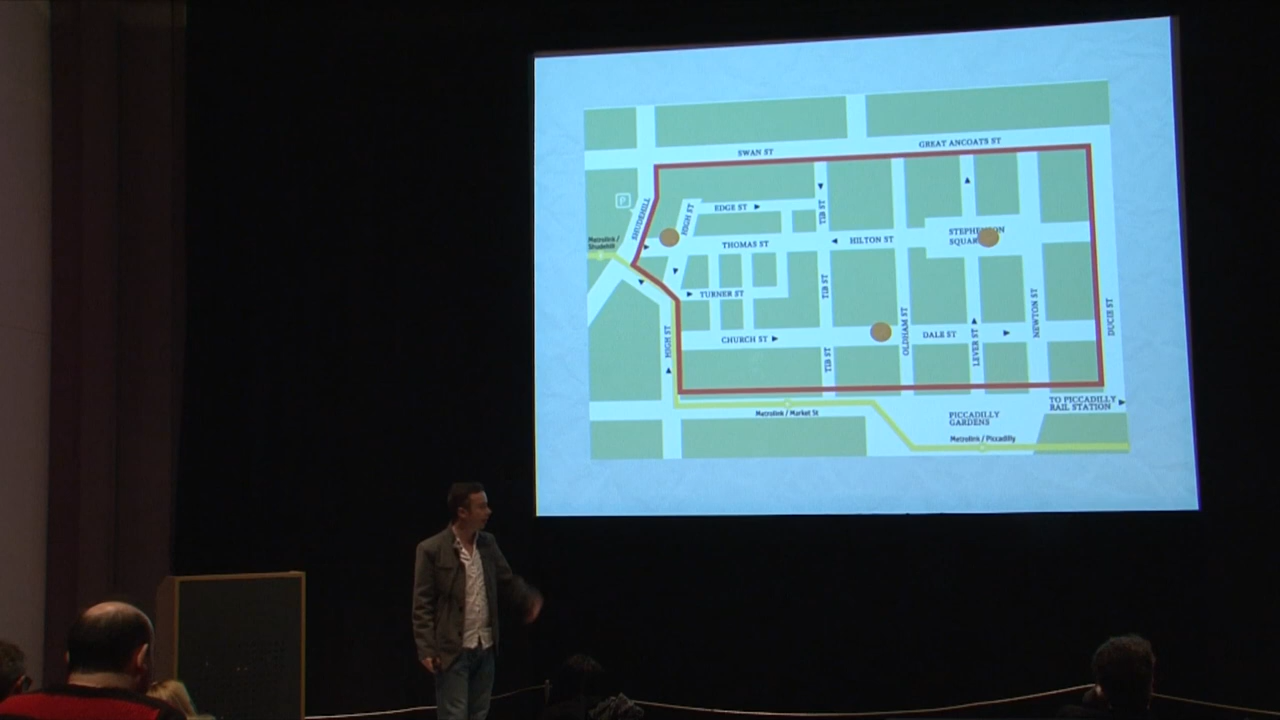 SWAN ST
GREAT ANCOATS ST
P
SHUDEHILL
HIGH ST
EDGE ST
TIB ST
Metrolink /
Shudehill
THOMAS ST
HILTON ST
STEPHENSON
SQUARE
TURNER ST
TIB ST
HIGH ST
CHURCH ST
TIB ST
OLDHAM ST
DALE ST
LEVER ST
NEWTON ST
DUCIE ST
Metrolink / Market St
PICCADILLY
GARDENS
TO PICCADILLY
RAIL STATION
Metrolink / Piccadilly